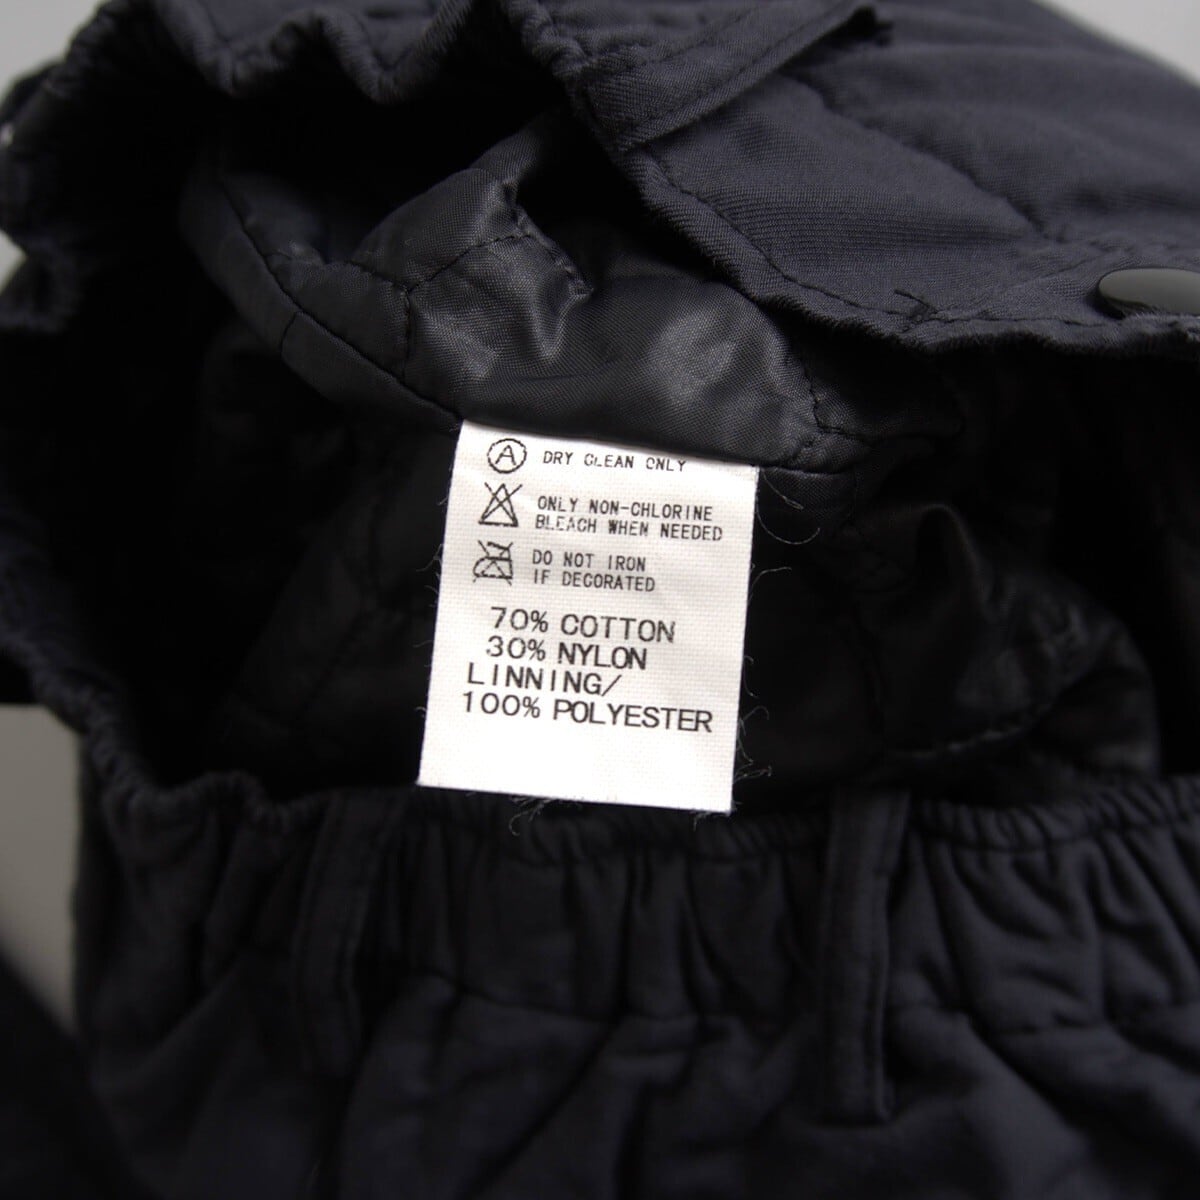 A DRY CLEAN ONLY
ONLY NON-CHLORINE
BLEACH WHEN NEEDED
DO NOT IRON
IF DECORATED
70% COTTON
30% NYLON
LINNING/
100% POLYESTER